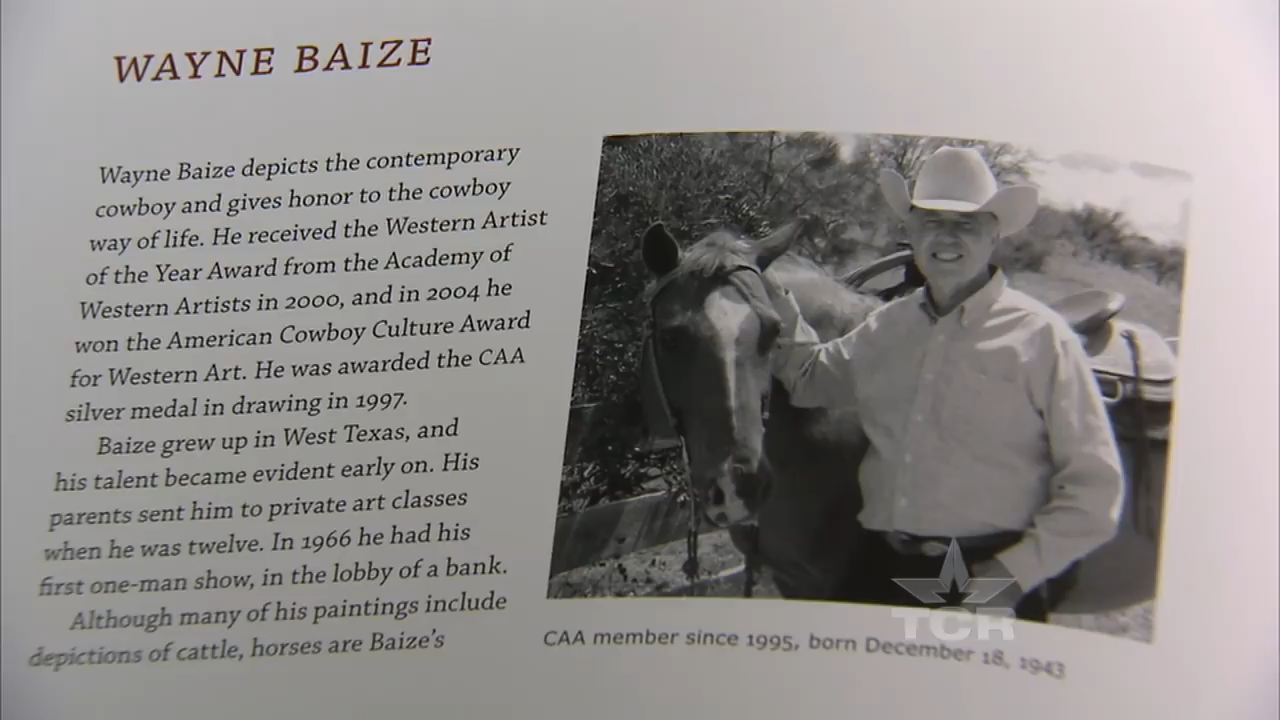 WAYNE BAIZE
Wayne Baize depicts the contemporary
cowboy and gives honor to the cowboy
way of life. He received the Western Artist
of the Year Award from the Academy of
Western Artists in 2000, and in 2004 he
won the American Cowboy Culture Award
for Western Art. He was awarded the CAA
silver medal in drawing in 1997.
Baize grew up in West Texas, and
his talent became evident early on. His
parents sent him to private art classes
when he was twelve. In 1966 he had his
first one-man show, in the lobby of a bank.
Although many of his paintings include
depictions of cattle, horses are Baize's
CAA member since 1995, born December 18, 1943
TCR